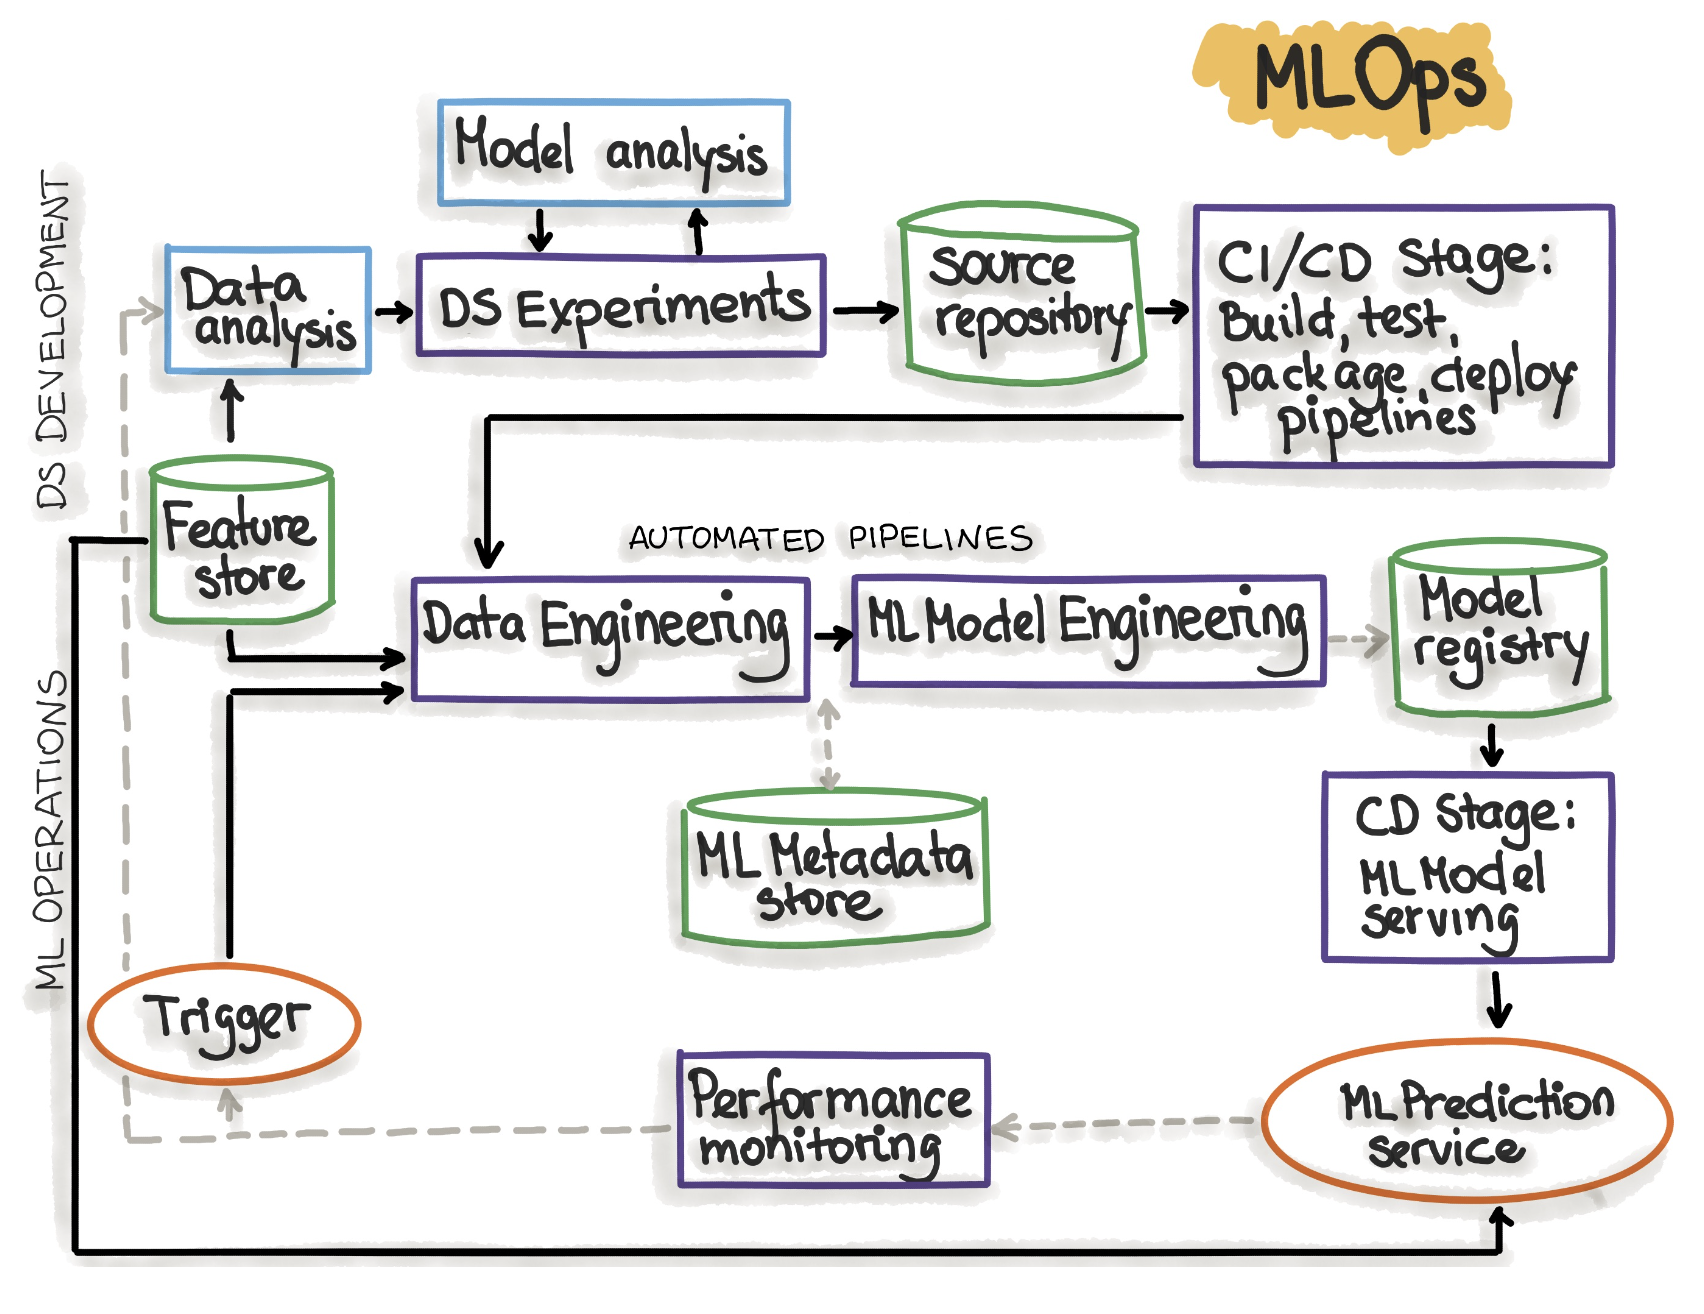 MLOps
Model analysis
DS DEVELOPMENT
Data
analysis
DS Experiments
Source
repository
CI/CD Stage:
Build, test,
package, deploy
pipelines
Feature
store
AUTOMATED PIPELINES
Data Engineering
ML Model Engineering
Model
registry
ML OPERATIONS
ML Metadata
store
CD Stage:
ML Model
serving
Trigger
Performance
monitoring
ML Prediction
service